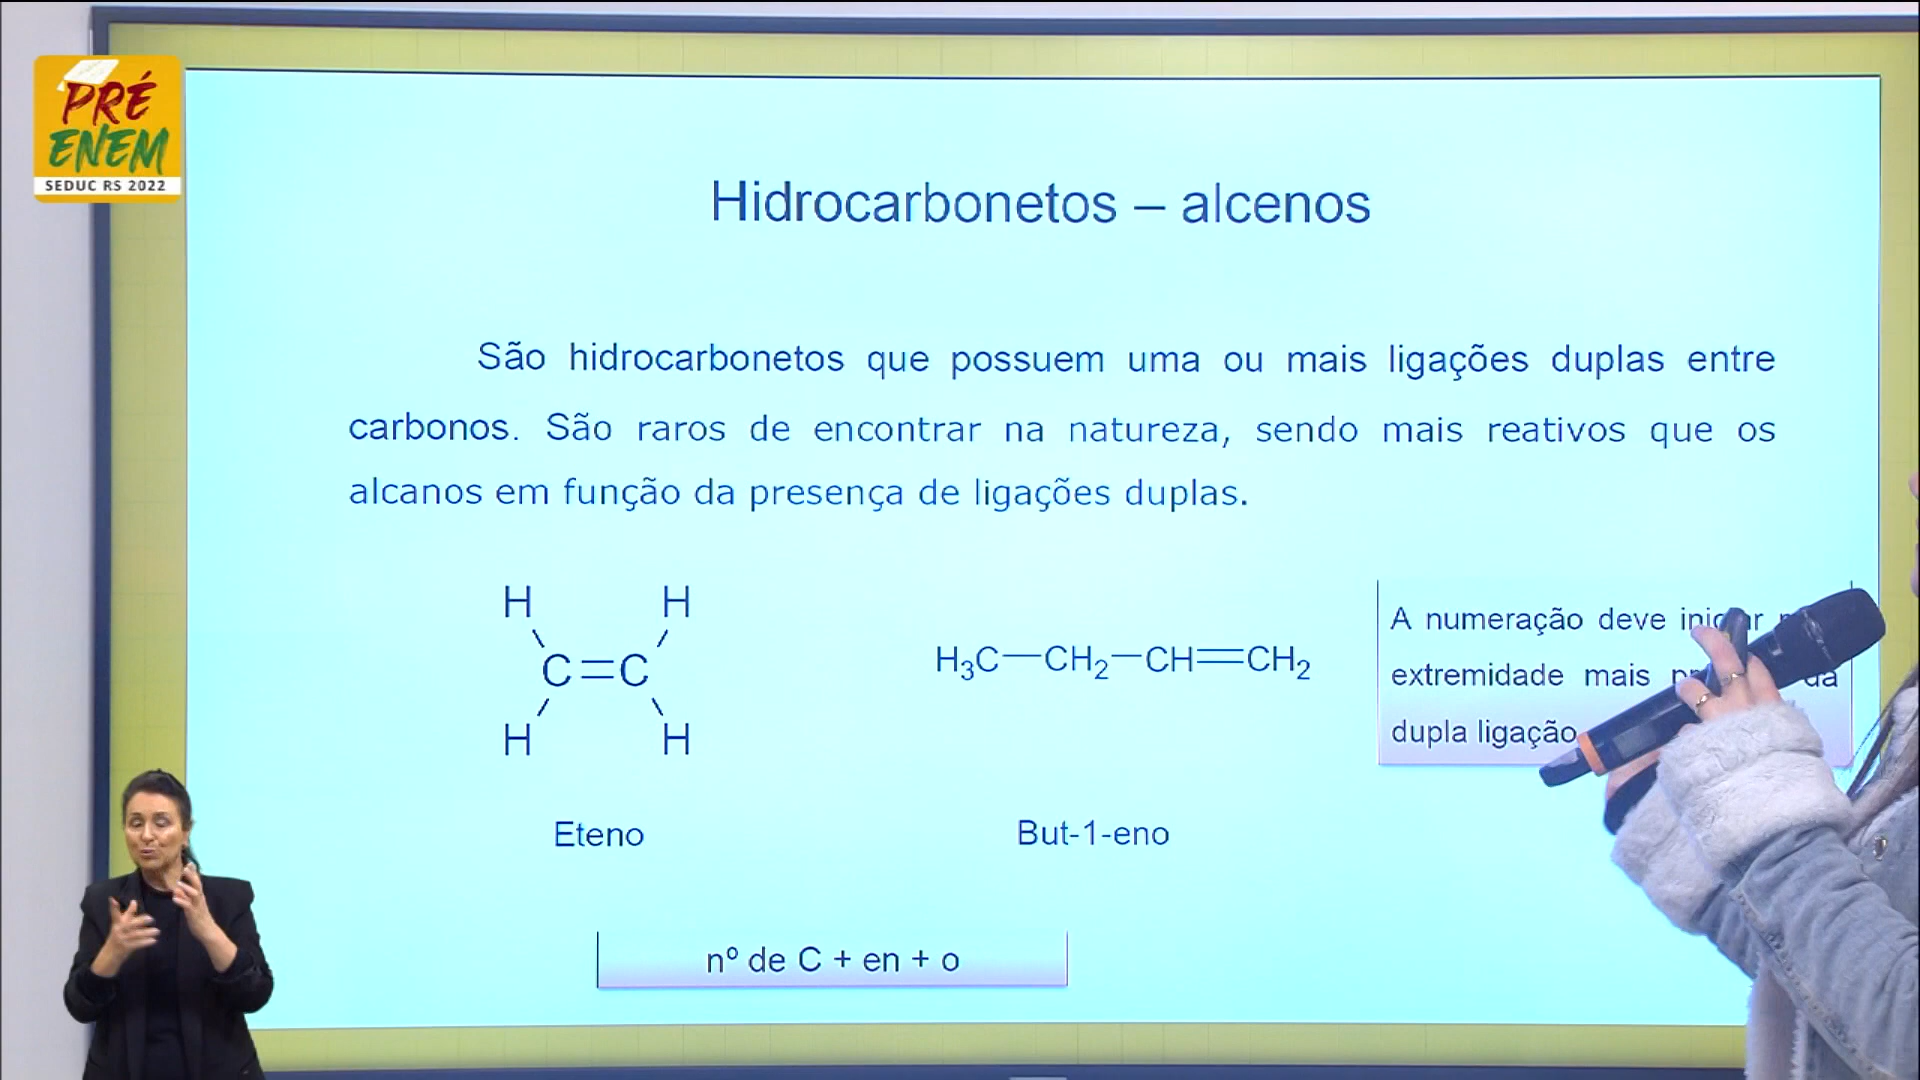 PRÉ
ENEM
SEDUC RS 2022
Hidrocarbonetos – alcenos
São hidrocarbonetos que possuem uma ou mais ligações duplas entre
carbonos. São raros de encontrar na natureza, sendo mais reativos que os
alcanos em função da presença de ligações duplas.
H H
C=C
H H
H₃C—CH₂—CH=CH₂
A numeração deve iniciar
extremidade mais da
dupla ligação
Eteno
But-1-eno
nº de C + en + o